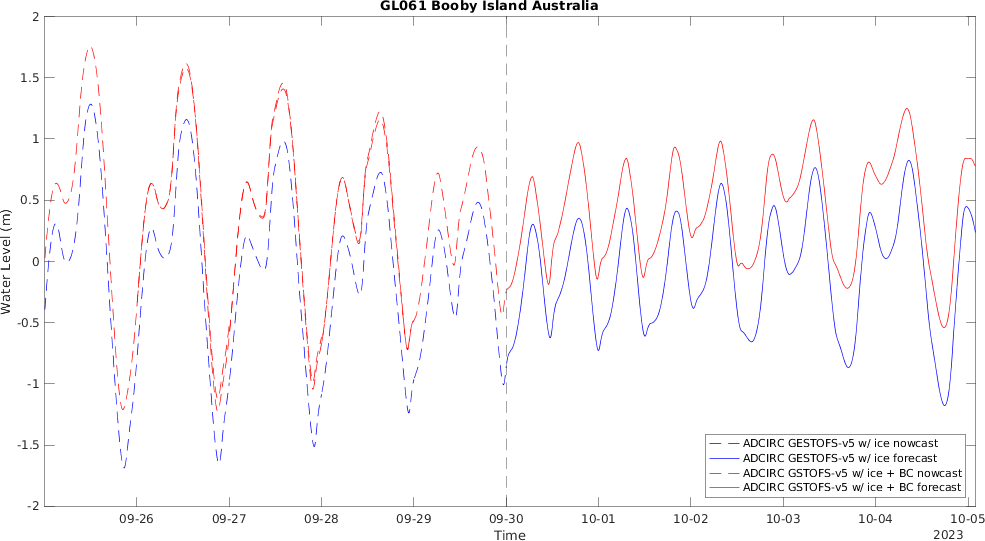 GL061 Booby Island Australia
2
1.5
1
0.5
0
-0.5
-1
-1.5
-2
Water Level (m)
ADCIRC GESTOFS-v5 w/ ice nowcast
ADCIRC GESTOFS-v5 w/ ice forecast
ADCIRC GSTOFS-v5 w/ ice + BC nowcast
ADCIRC GSTOFS-v5 w/ ice + BC forecast
09-26 09-27 09-28 09-29 09-30 10-01 10-02 10-03 10-04 10-05
Time
2023